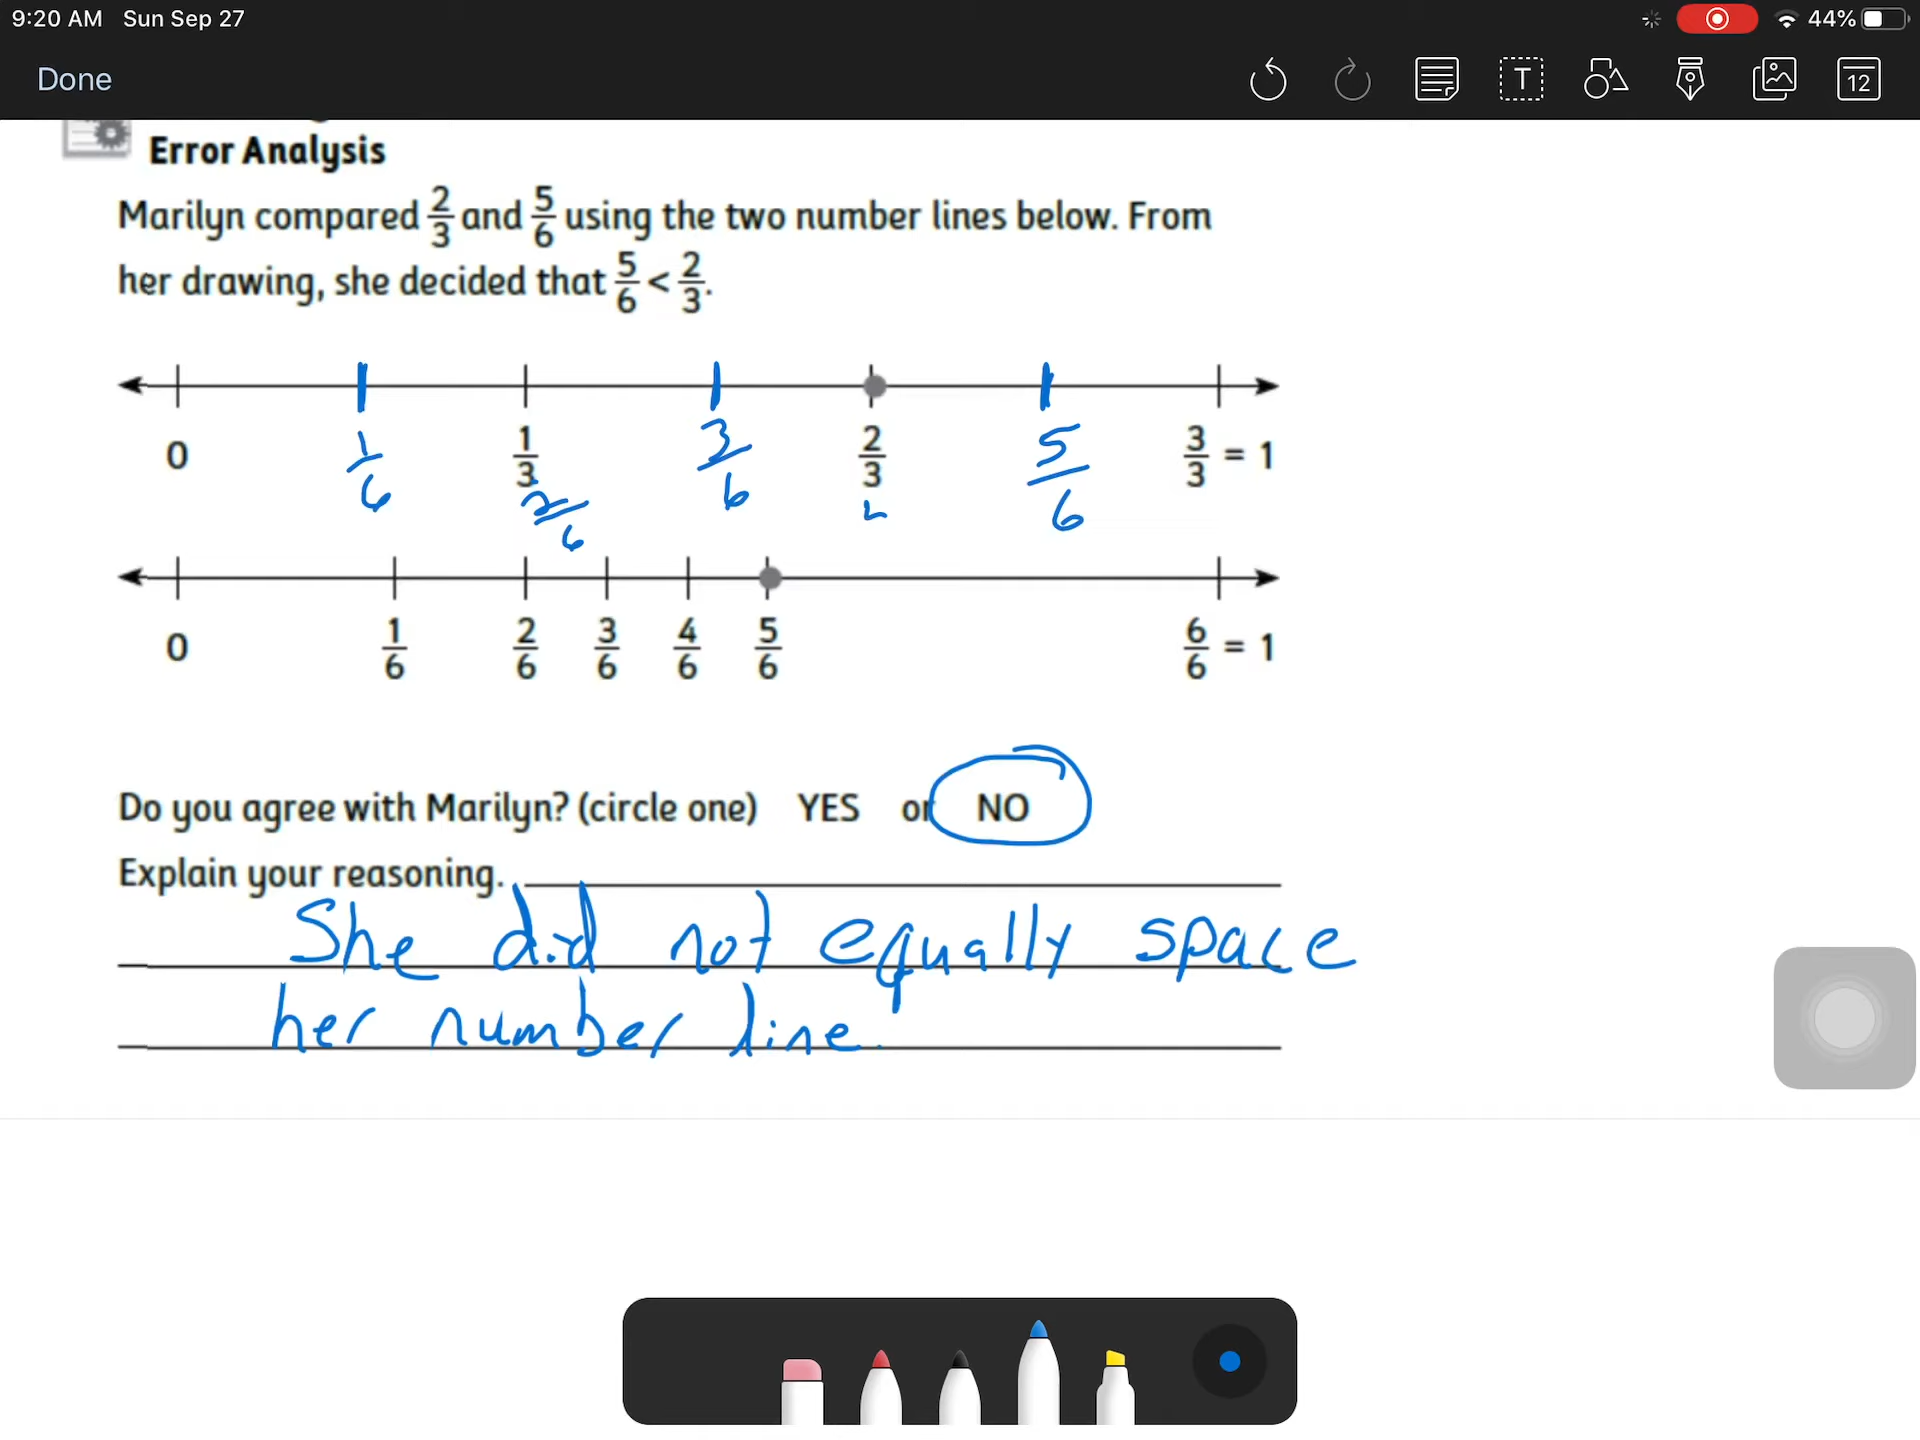 9:20 AM Sun Sep 27 44%
Done T 12
Error Analysis
Marilyn compared 2/3 and 5/6 using the two number lines below. From
her drawing, she decided that 5/6 < 2/3.
0 1/3 2/3 3/3 = 1
1/6 2/6 3/6 5/6
0 1/6 2/6 3/6 4/6 5/6 6/6 = 1
Do you agree with Marilyn? (circle one) YES or NO
Explain your reasoning.
She did not equally space
her number line.